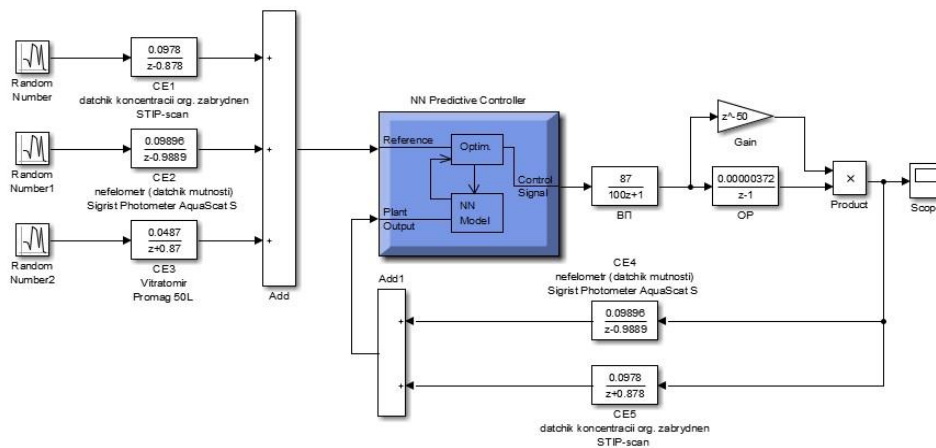 Random
Number
0.0978
z-0.878
CE1
datchik koncentracii org. zabrydnen
STIP-scan
Random
Number1
0.09896
z-0.9889
CE2
nefelometr (datchik mutnosti)
Sigrist Photometer AquaScat S
Random
Number2
0.0487
z+0.87
CE3
Vitratomir
Promag 50L
+
+
+
Add
NN Predictive Controller
Reference
Optim.
Control
Signal
NN
Model
Plant
Output
87
100z+1
ВП
z^-50
Gain
0.00000372
z-1
ОР
×
Product
Scop
Add1
+
+
CE4
nefelometr (datchik mutnosti)
Sigrist Photometer AquaScat S
0.09896
z-0.9889
0.0978
z+0.878
CE5
datchik koncentracii org. zabrydnen
STIP-scan